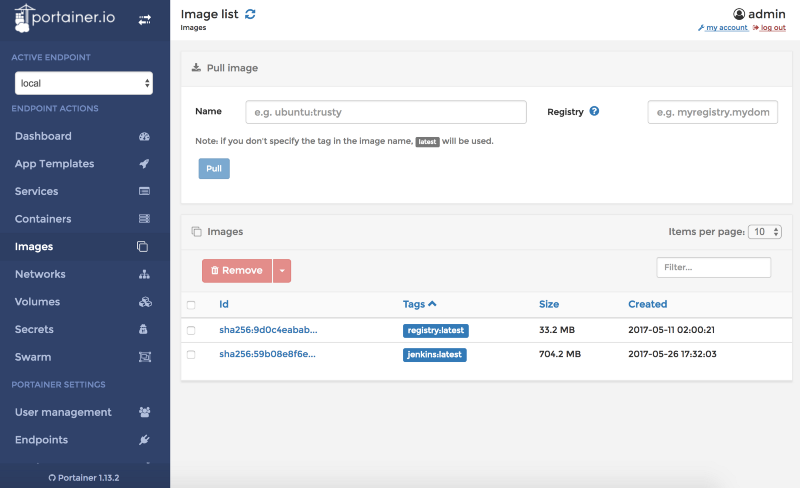 portainer.io
ACTIVE ENDPOINT
local
ENDPOINT ACTIONS
Dashboard
App Templates
Services
Containers
Images
Networks
Volumes
Secrets
Swarm
PORTAINER SETTINGS
User management
Endpoints
Portainer 1.13.2
Image list
Images
admin
my account log out
Pull image
Name e.g. ubuntu:trusty Registry ? e.g. myregistry.mydom
Note: if you don't specify the tag in the image name, latest will be used.
Pull
Images Items per page: 10
Remove Filter...
Id Tags Size Created
sha256:9d0c4eabab... registry:latest 33.2 MB 2017-05-11 02:00:21
sha256:59b08e8f6e... jenkins:latest 704.2 MB 2017-05-26 17:32:03